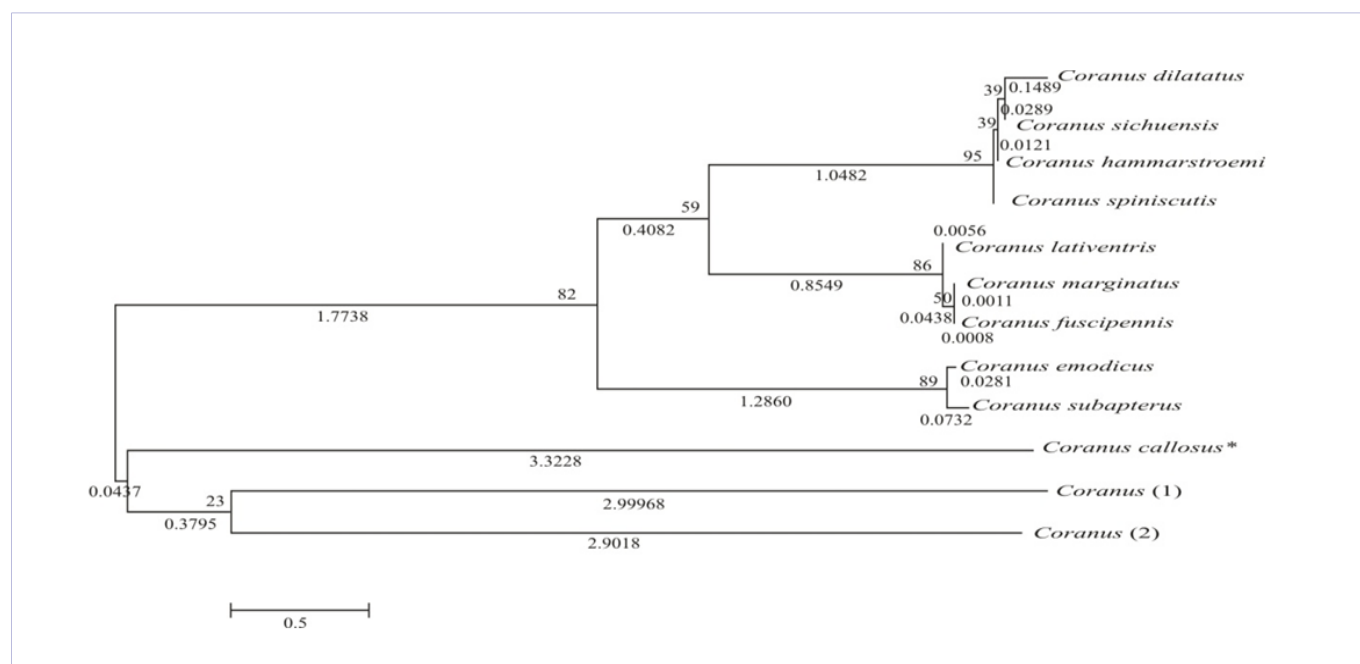 Coranus dilatatus
39
0.1489
0.0289
39
Coranus sichuensis
0.0121
95
Coranus hammarstroemi
1.0482
Coranus spiniscutis
59
0.4082
0.0056
Coranus lativentris
86
0.8549
Coranus marginatus
50
0.0011
0.0438
Coranus fuscipennis
0.0008
82
1.7738
Coranus emodicus
89
0.0281
1.2860
Coranus subapterus
0.0732
Coranus callosus*
3.3228
0.0437
Coranus (1)
23
2.99968
0.3795
Coranus (2)
2.9018
0.5